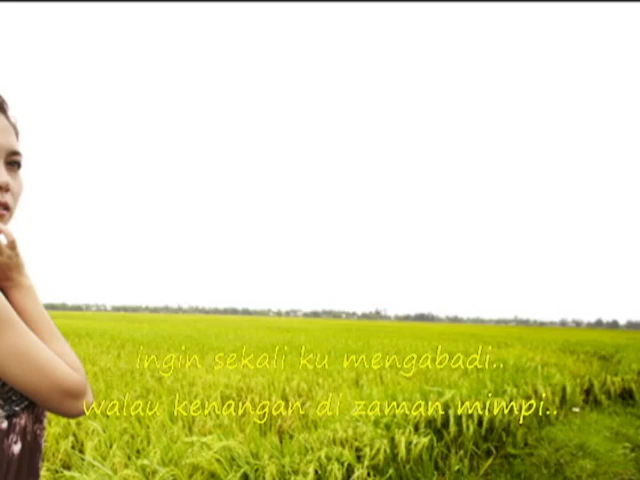 ingin sekali ku mengabadi..
walau kenangan di zaman mimpi..